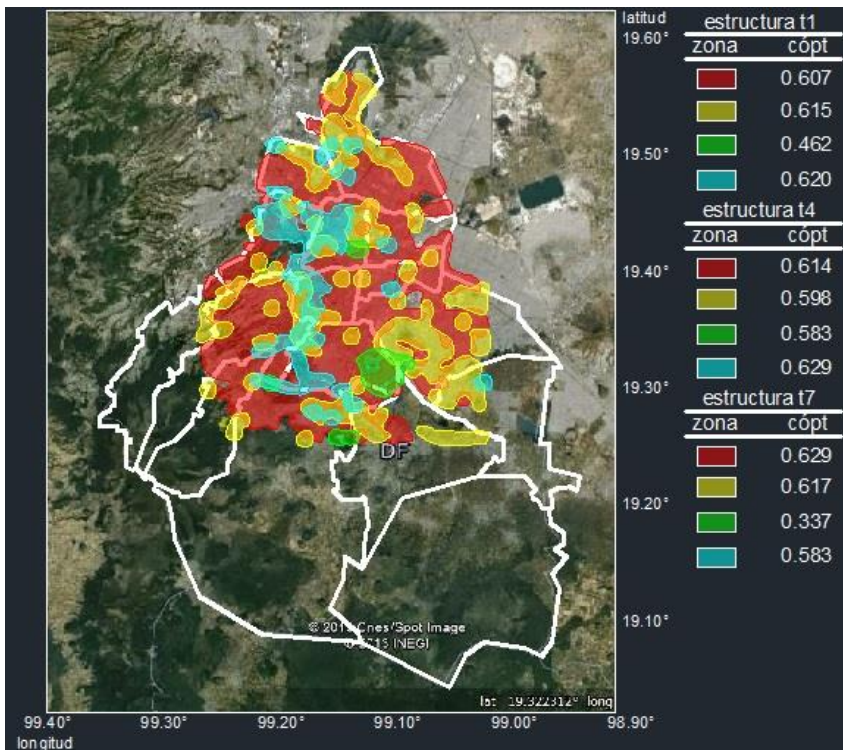 latitud
19.60°
19.50°
19.40°
19.30°
19.20°
19.10°
estructura t1
zona cópt
0.607
0.615
0.462
0.620
estructura t4
zona cópt
0.614
0.598
0.583
0.629
estructura t7
zona cópt
0.629
0.617
0.337
0.583
DF
Cnes/Spot Image
INEGI
lat 19.322312° long
99.40° 99.30° 99.20° 99.10° 99.00° 98.90°
longitud